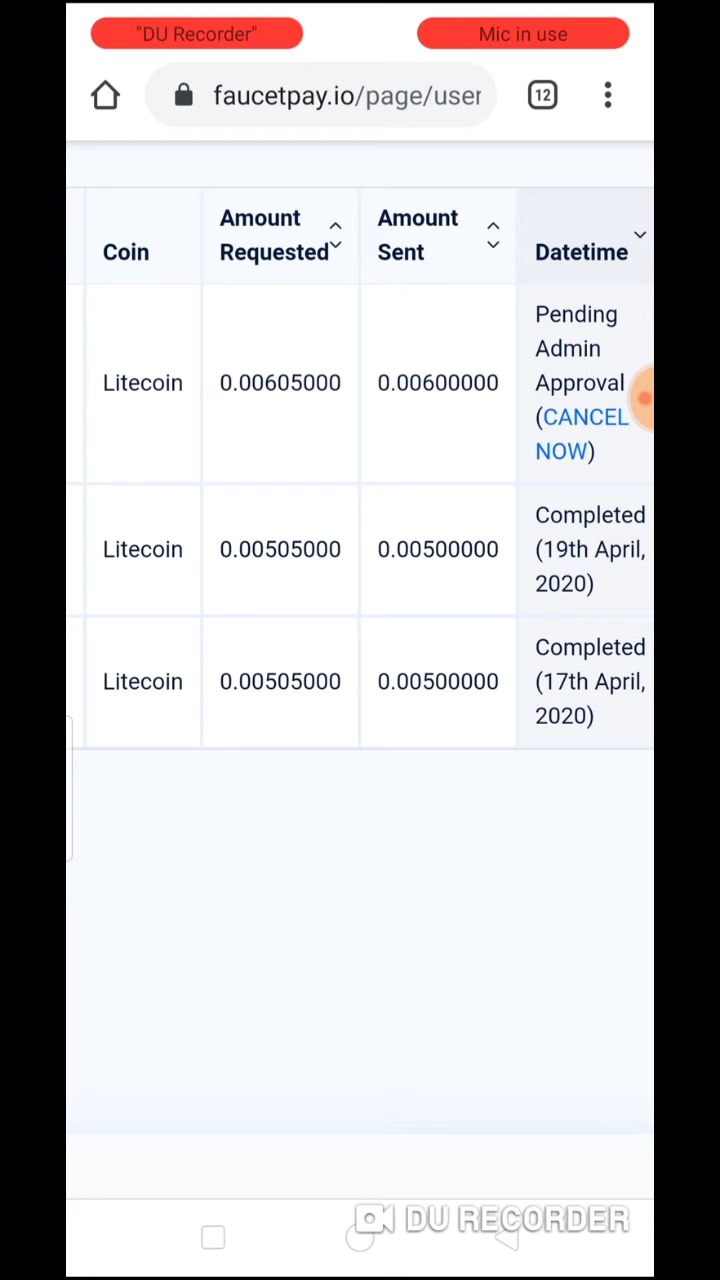 "DU Recorder" Mic in use
faucetpay.io/page/user 12
Coin Amount Requested Amount Sent Datetime
Litecoin 0.00605000 0.00600000 Pending Admin Approval (CANCEL NOW)
Litecoin 0.00505000 0.00500000 Completed (19th April, 2020)
Litecoin 0.00505000 0.00500000 Completed (17th April, 2020)
DU RECORDER